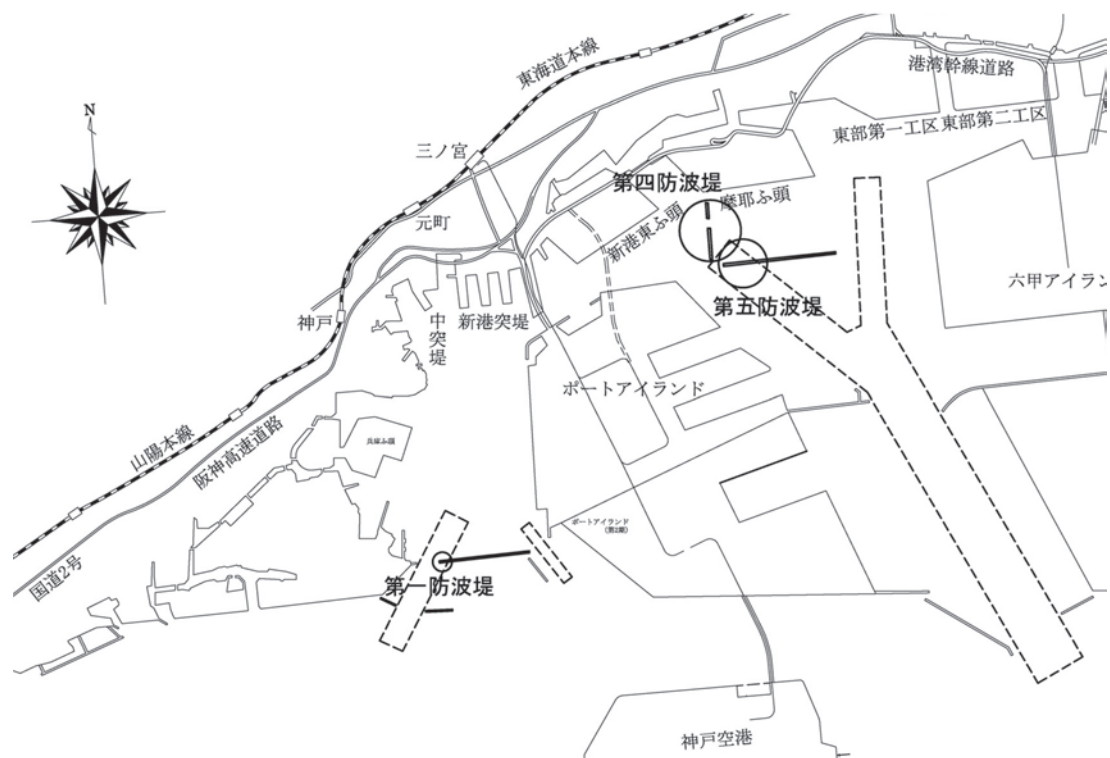 東海道本線
港湾幹線道路
N
東部第一工区
東部第二工区
三ノ宮
第四防波堤
摩耶ふ頭
元町
新港東ふ頭
六甲アイラン
第五防波堤
神戸
中突堤
新港突堤
ポートアイランド
兵庫ふ頭
山陽本線
阪神高速道路
ポートアイランド
(第2期)
国道2号
第一防波堤
神戸空港